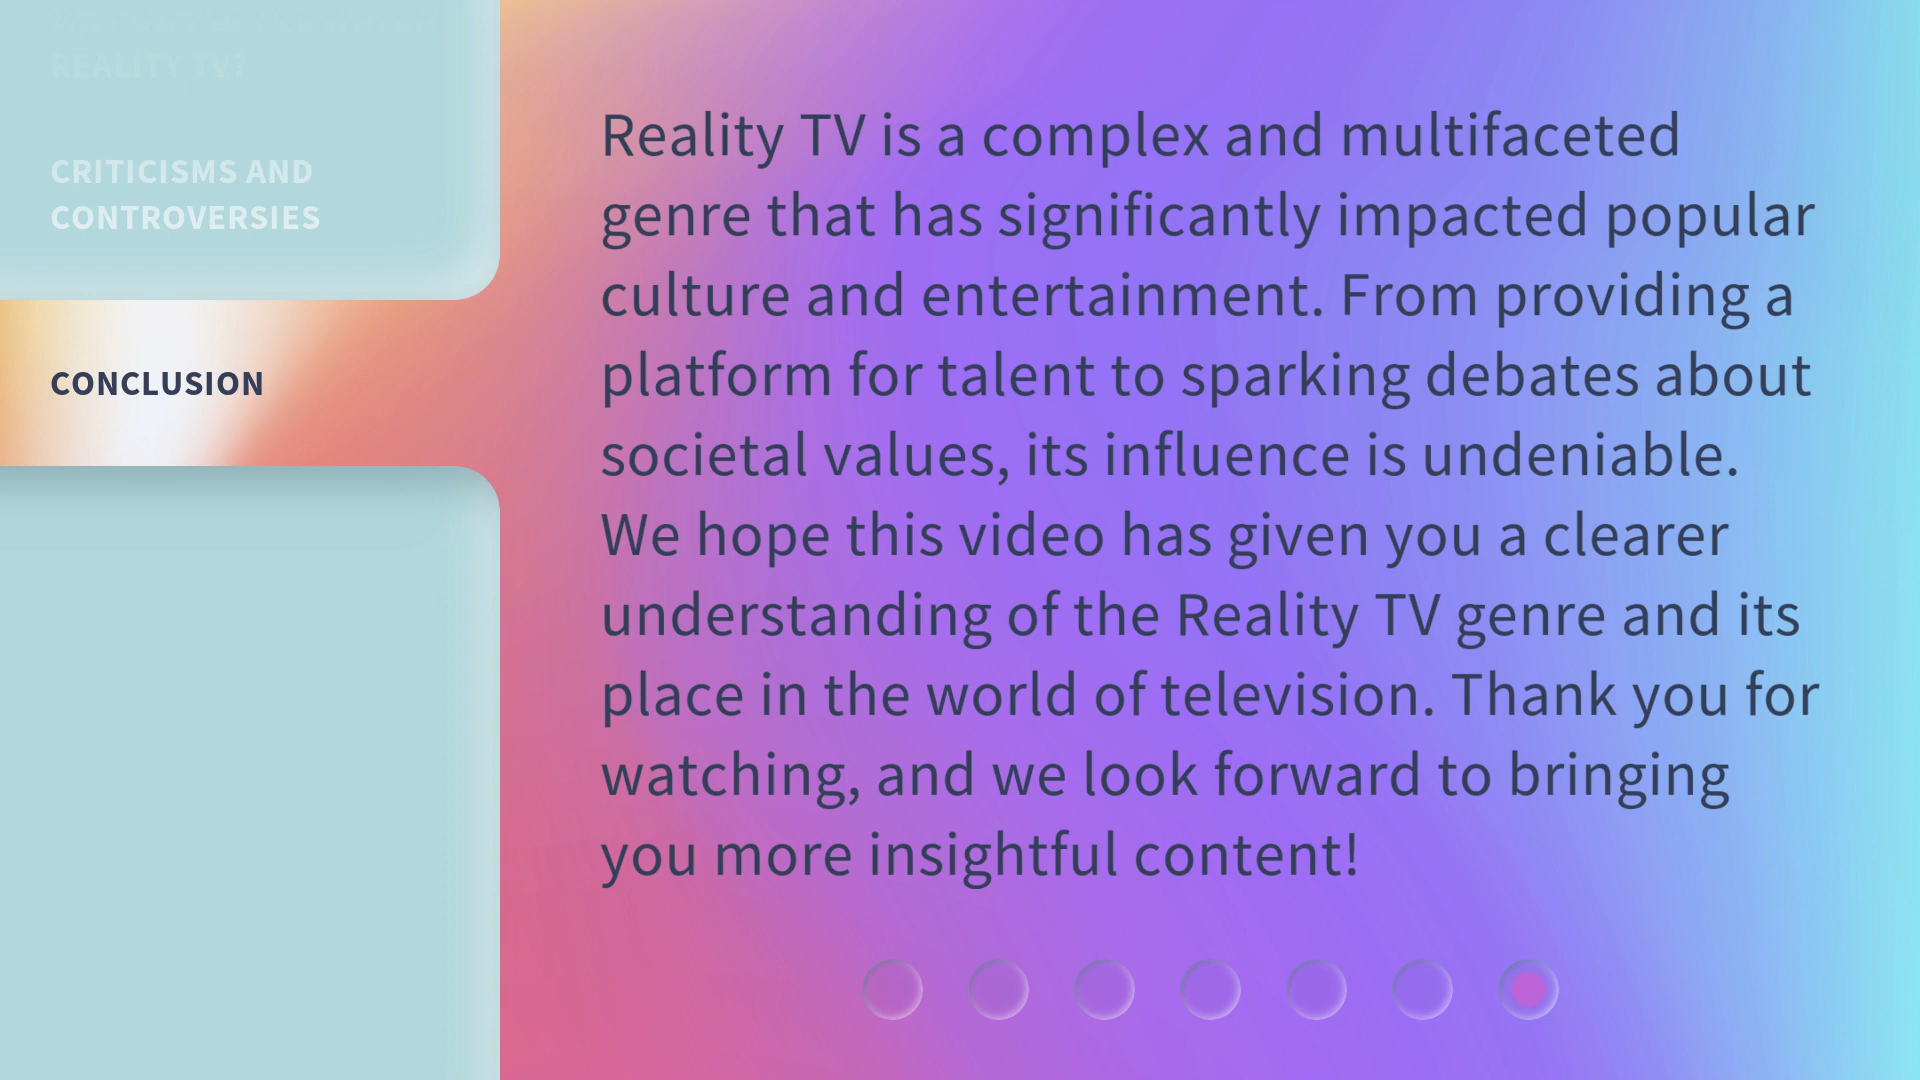 REALITY TV?
CRITICISMS AND
CONTROVERSIES
CONCLUSION
Reality TV is a complex and multifaceted
genre that has significantly impacted popular
culture and entertainment. From providing a
platform for talent to sparking debates about
societal values, its influence is undeniable.
We hope this video has given you a clearer
understanding of the Reality TV genre and its
place in the world of television. Thank you for
watching, and we look forward to bringing
you more insightful content!